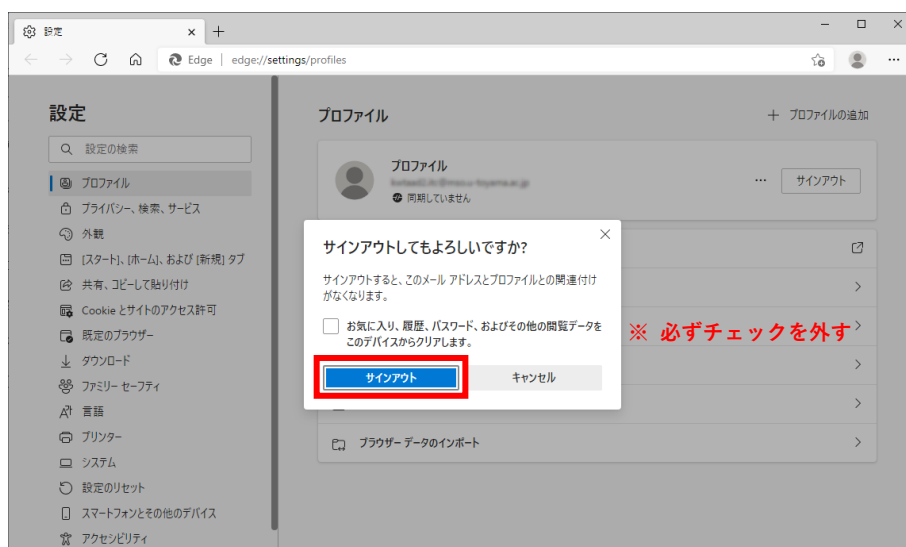 設定
Edge | edge://settings/profiles
設定
設定の検索
プロファイル
プライバシー、検索、サービス
外観
[スタート]、[ホーム]、および [新規] タブ
共有、コピーして貼り付け
Cookie とサイトのアクセス許可
既定のブラウザー
ダウンロード
ファミリー セーフティ
言語
プリンター
システム
設定のリセット
スマートフォンとその他のデバイス
アクセシビリティ
プロファイル
プロファイルの追加
プロファイル
同期していません
サインアウト
サインアウトしてもよろしいですか?
サインアウトすると、このメール アドレスとプロファイルとの関連付け
がなくなります。
お気に入り、履歴、パスワード、およびその他の閲覧データを
このデバイスからクリアします。
※ 必ずチェックを外す
サインアウト
キャンセル
ブラウザー データのインポート